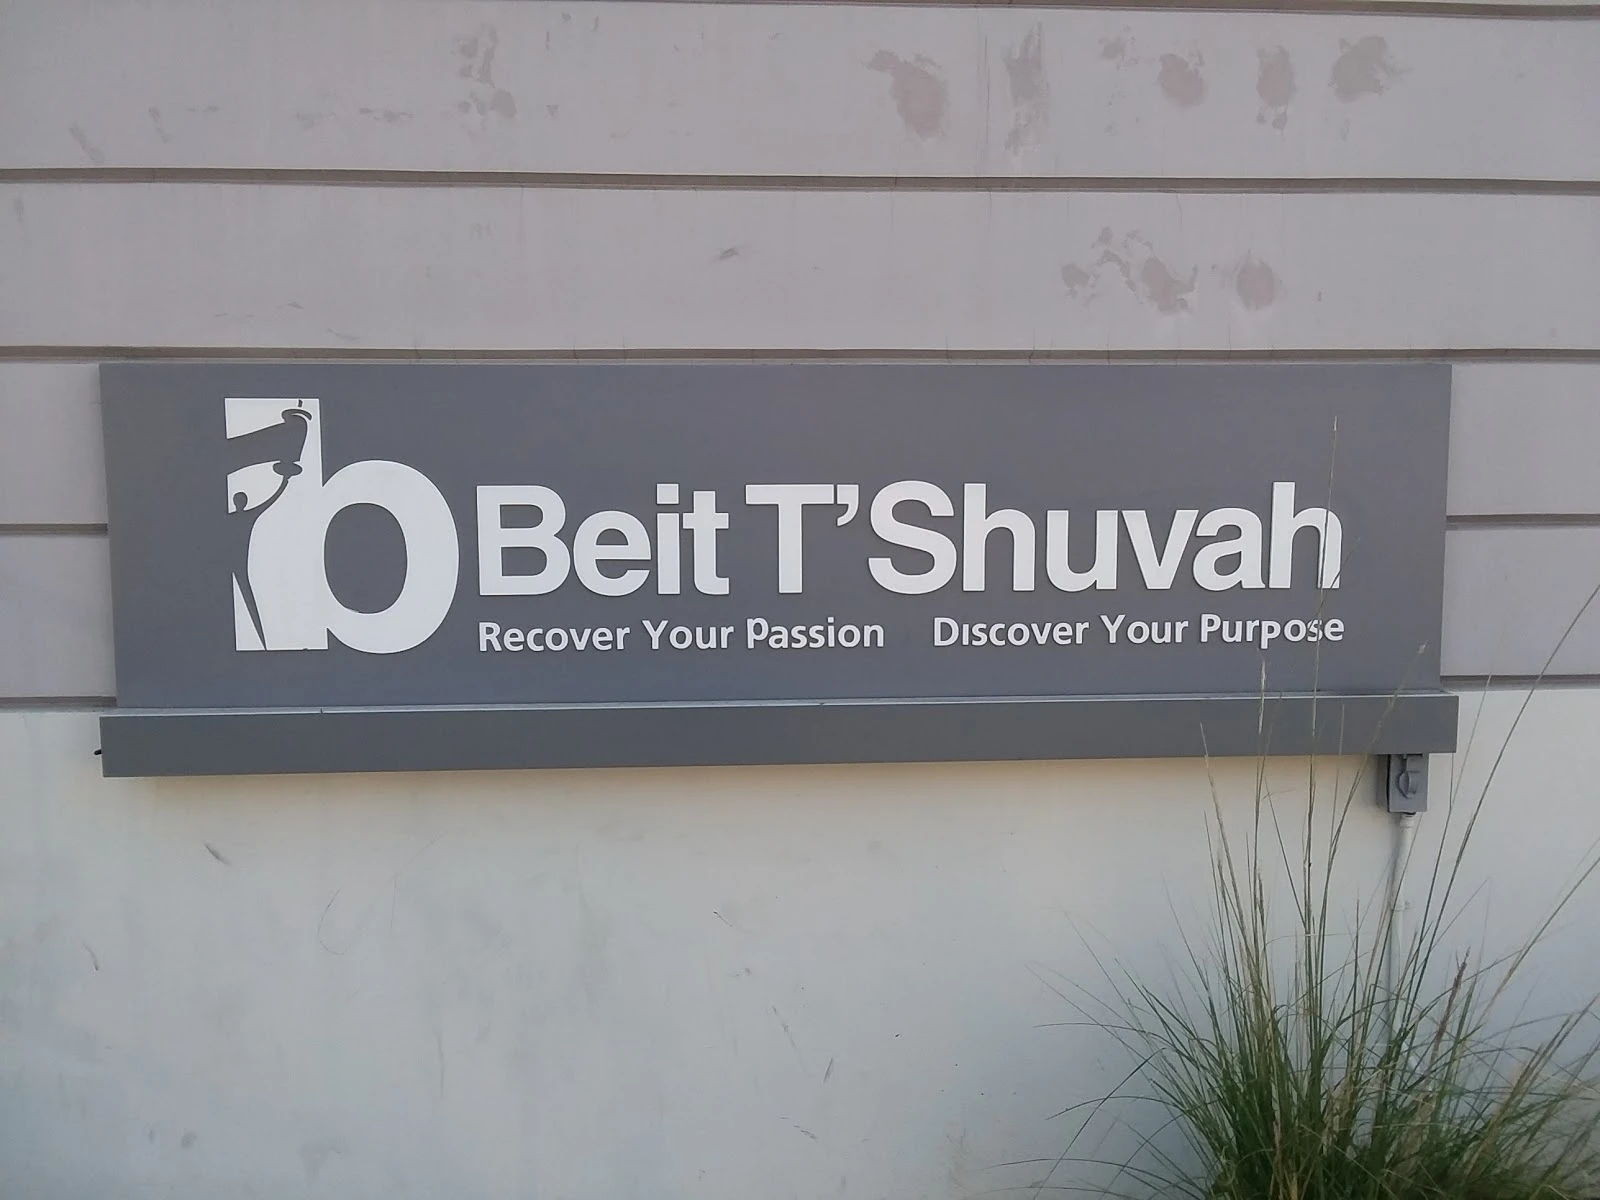 b Beit T'Shuvah
Recover Your Passion Discover Your Purpose